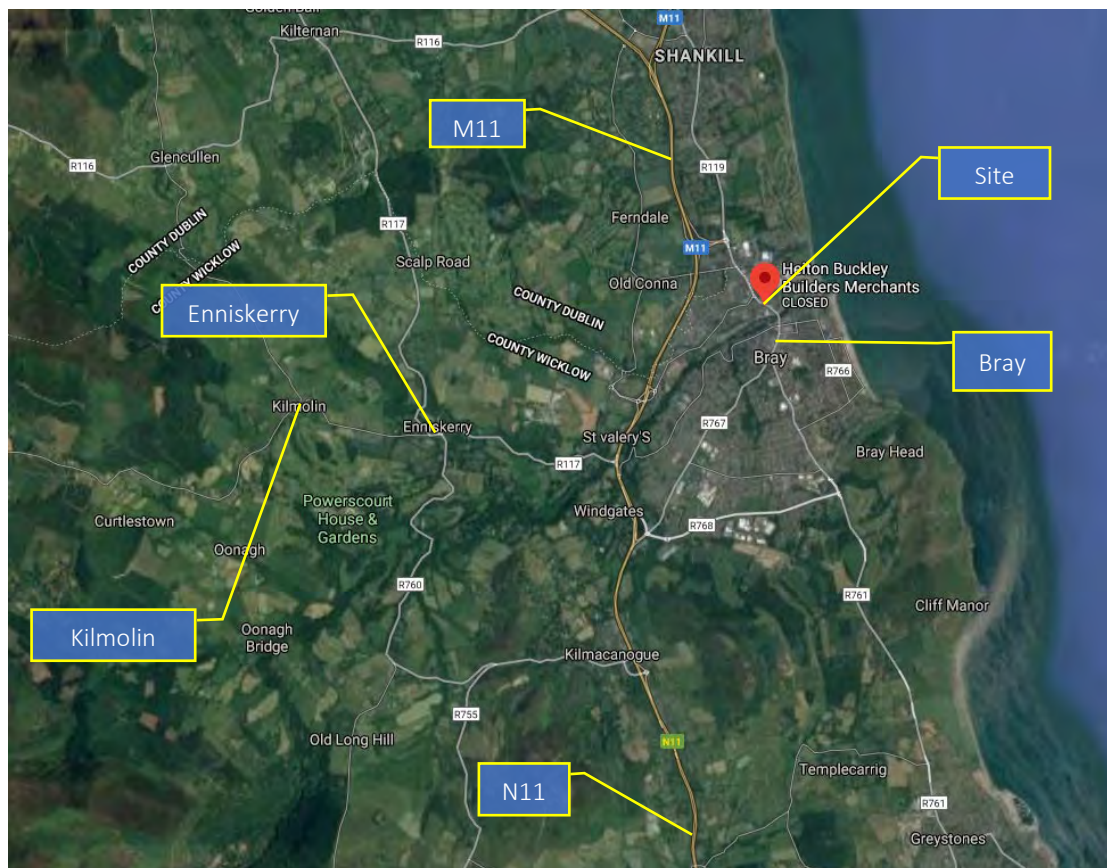 Kilternan
M11
R116
SHANKILL
M11
R116
Glencullen
R119
Site
COUNTY DUBLIN
COUNTY WICKLOW
R117
Ferndale
Scalp Road
M11
Old Conna
Heiton Buckley
Builders Merchants
CLOSED
Enniskerry
COUNTY DUBLIN
COUNTY WICKLOW
Bray
Bray
R766
Kilmolin
Enniskerry
R767
St valery'S
R117
Bray Head
Powerscourt
House &
Gardens
Windgates
Curtlestown
R768
Oonagh
R760
R761
Cliff Manor
Kilmolin
Oonagh
Bridge
Kilmacanogue
R755
Old Long Hill
N11
Templecarrig
N11
R761
Greystones